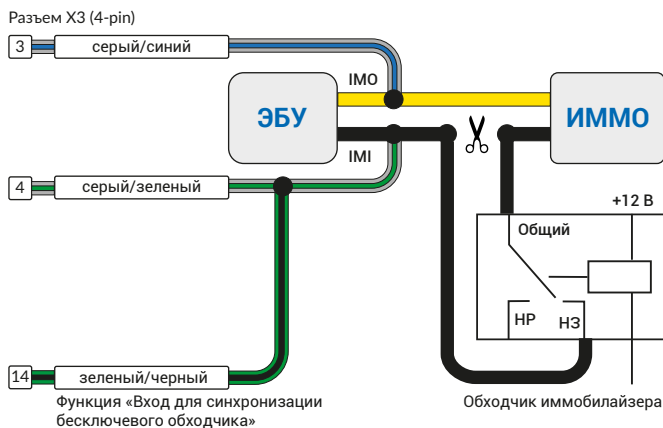 Разъем X3 (4-pin)
3
серый/синий
IMO
ЭБУ
ИММО
IMI
4
серый/зеленый
+12 В
Общий
НР
НЗ
14
зеленый/черный
Функция «Вход для синхронизации
бесключевого обходчика»
Обходчик иммобилайзера